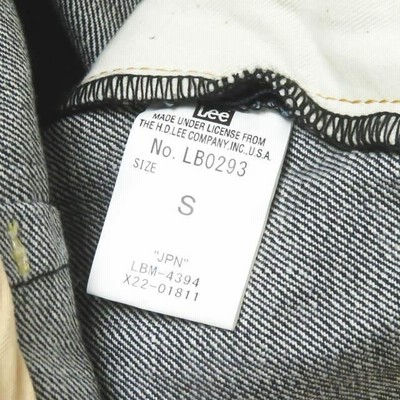 Lee
MADE UNDER LICENSE FROM
THE H.D.LEE COMPANY.INC.,U.S.A.
No. LB0293
SIZE
S
"JPN"
LBM-4394
X22-01811